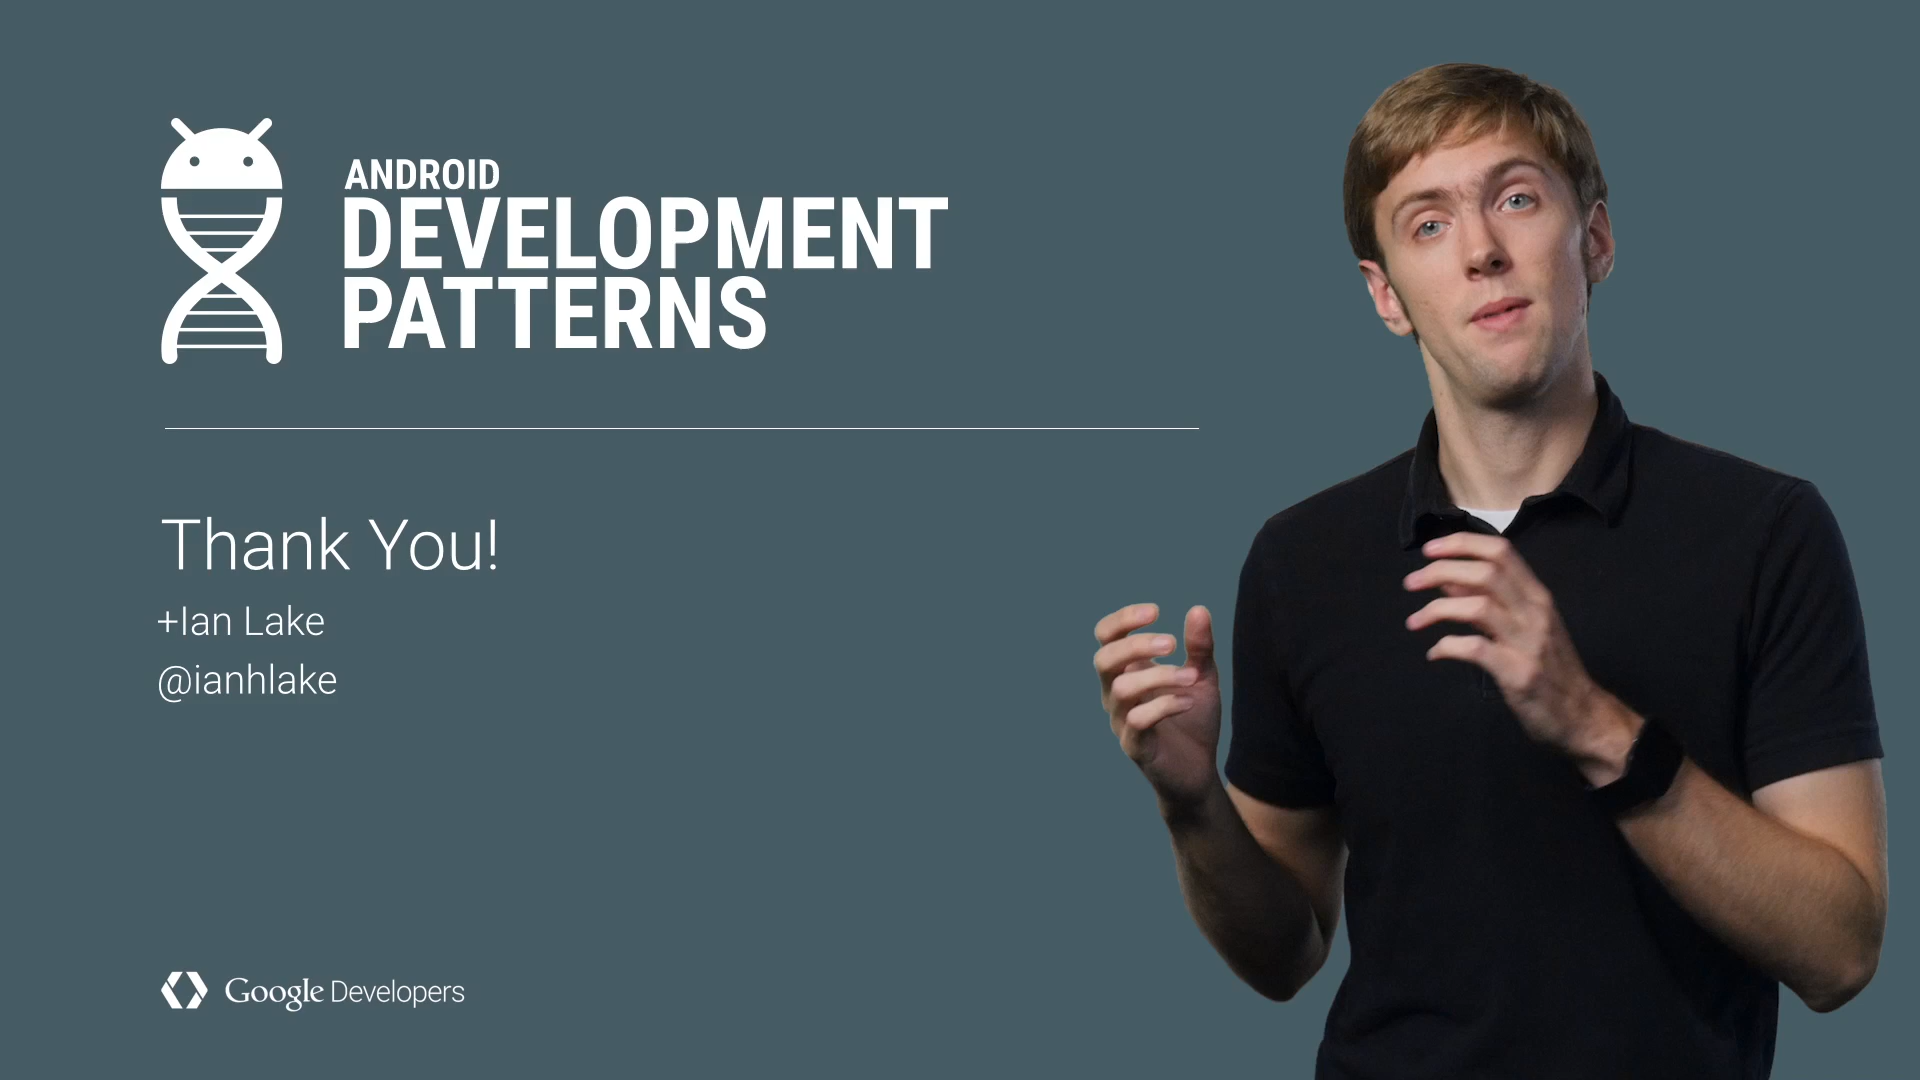 ANDROID
DEVELOPMENT
PATTERNS
Thank You!
+Ian Lake
@ianhlake
Google Developers